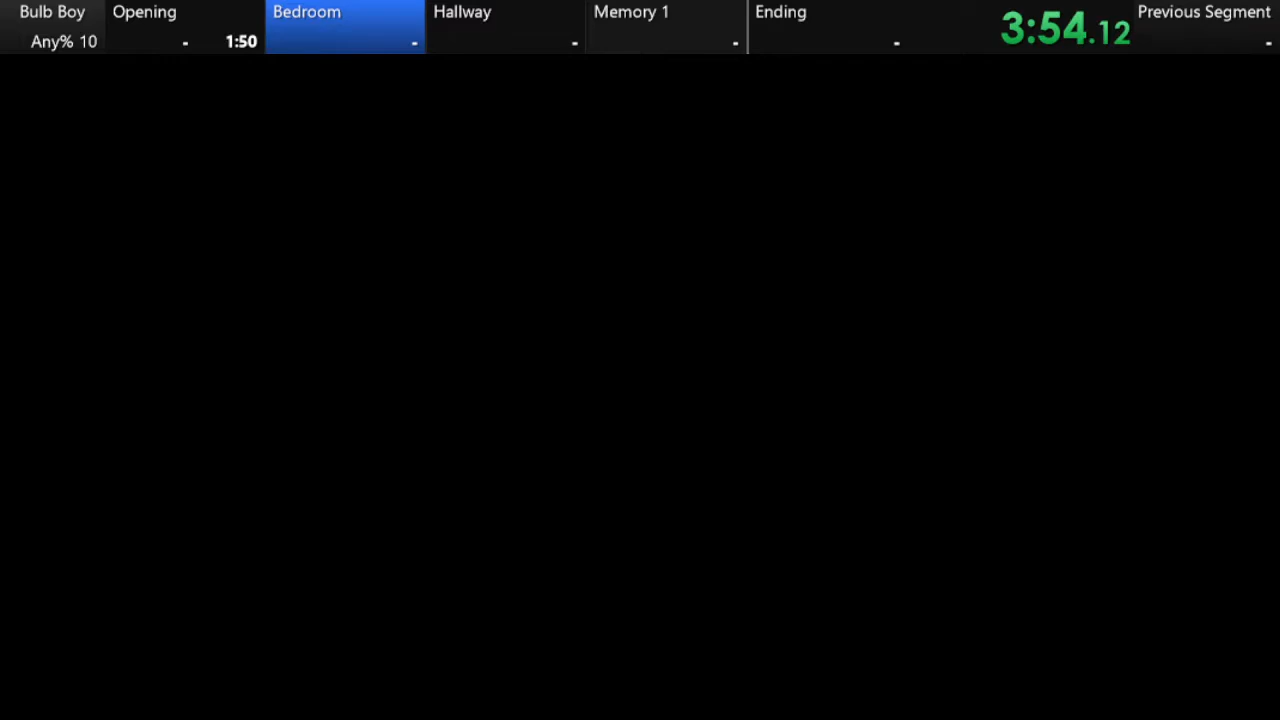 Bulb Boy Opening Bedroom Hallway Memory 1 Ending 3:54.12 Previous Segment
Any% 10 - 1:50 - - - - -